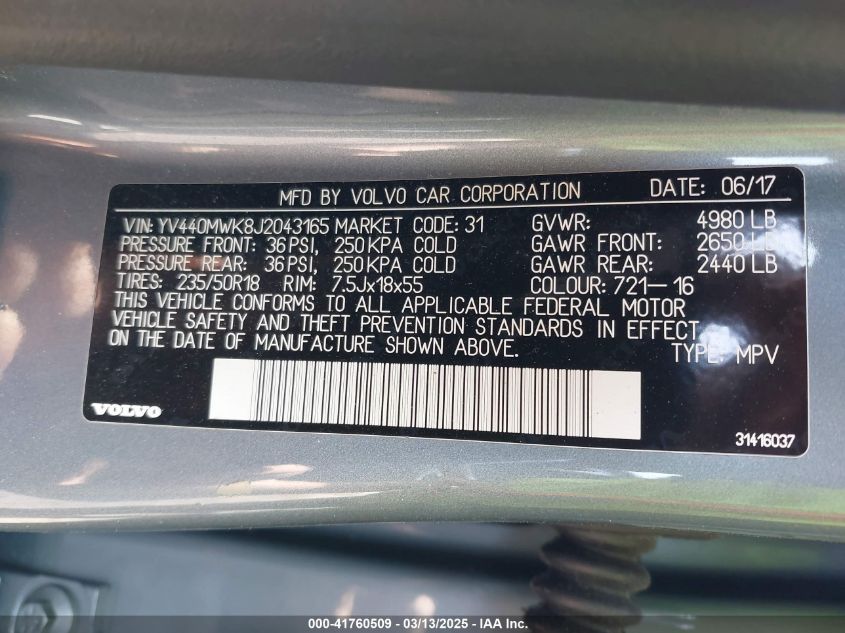 MFD BY VOLVO CAR CORPORATION DATE: 06/17
VIN: YV440MWK8J2043165 MARKET CODE: 31 GVWR: 4980 LB
PRESSURE FRONT: 36 PSI, 250 KPA COLD GAWR FRONT: 2650 LB
PRESSURE REAR: 36 PSI, 250 KPA COLD GAWR REAR: 2440 LB
TIRES: 235/50R18 RIM: 7.5Jx18x55 COLOUR: 721-16
THIS VEHICLE CONFORMS TO ALL APPLICABLE FEDERAL MOTOR
VEHICLE SAFETY AND THEFT PREVENTION STANDARDS IN EFFECT
ON THE DATE OF MANUFACTURE SHOWN ABOVE. TYPE: MPV
VOLVO
31416037
000-41760509 - 03/13/2025 - IAA Inc.